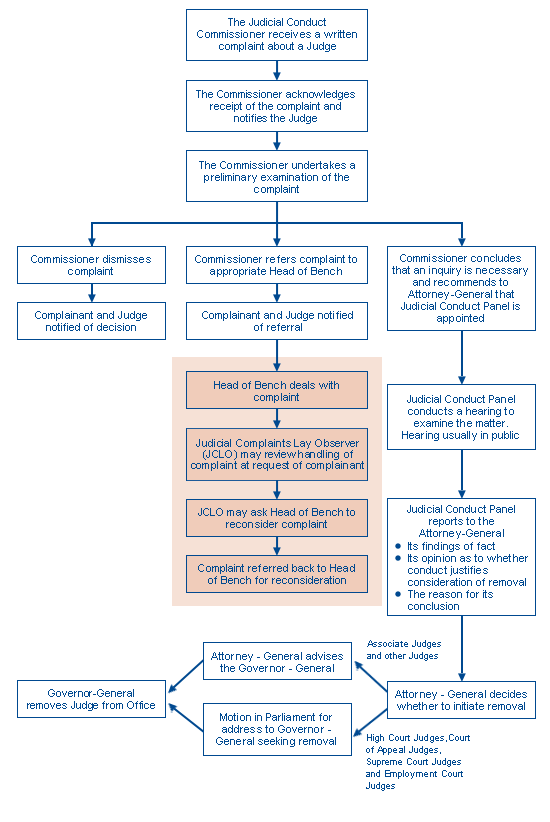 The Judicial Conduct
Commissioner receives a written
complaint about a Judge
The Commissioner acknowledges
receipt of the complaint and
notifies the Judge
The Commissioner undertakes a
preliminary examination of the
complaint
Commissioner dismisses
complaint
Complainant and Judge
notified of decision
Commissioner refers complaint to
appropriate Head of Bench
Complainant and Judge notified
of referral
Head of Bench deals with
complaint
Judicial Complaints Lay Observer
(JCLO) may review handling of
complaint at request of complainant
JCLO may ask Head of Bench to
reconsider complaint
Complaint referred back to Head
of Bench for reconsideration
Commissioner concludes
that an inquiry is necessary
and recommends to
Attorney-General that
Judicial Conduct Panel is
appointed
Judicial Conduct Panel
conducts a hearing to
examine the matter.
Hearing usually in public
Judicial Conduct Panel
reports to the
Attorney-General
● Its findings of fact
● Its opinion as to whether
conduct justifies
consideration of removal
● The reason for its
conclusion
Attorney - General decides
whether to initiate removal
Associate Judges
and other Judges
Attorney - General advises
the Governor - General
High Court Judges, Court
of Appeal Judges,
Supreme Court Judges
and Employment Court
Judges
Motion in Parliament for
address to Governor -
General seeking removal
Governor-General
removes Judge from Office